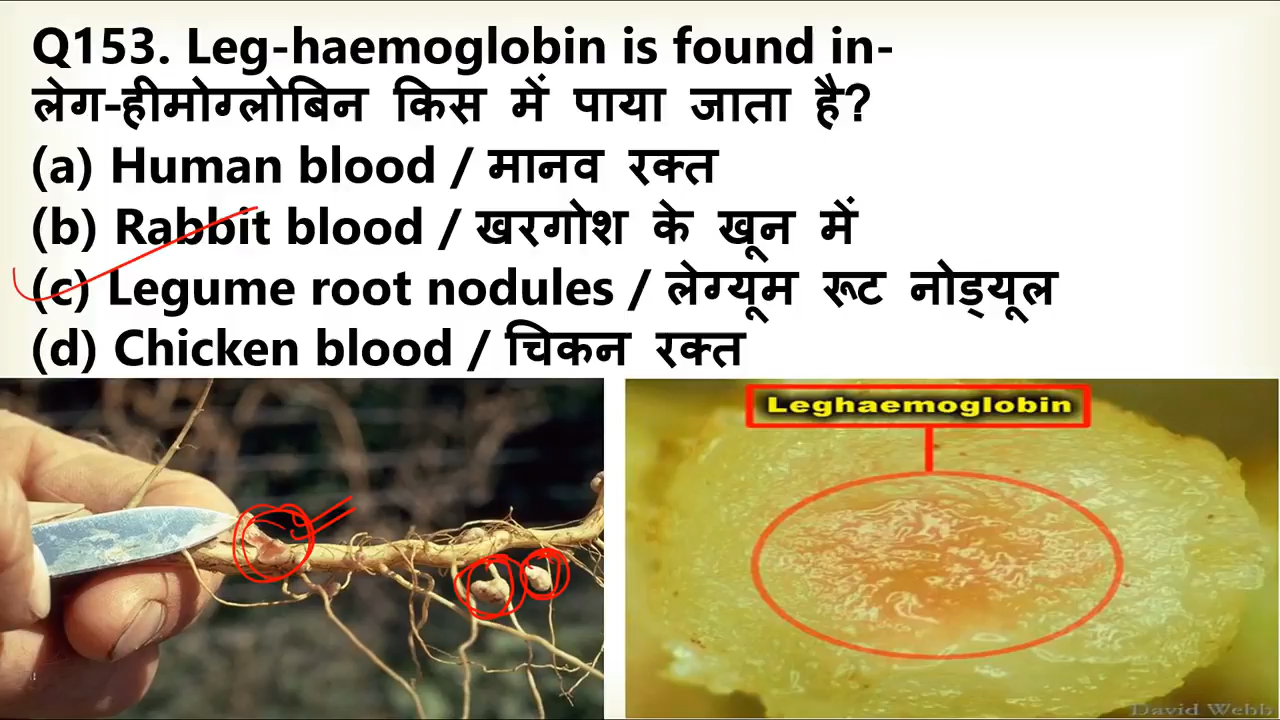 Q153. Leg-haemoglobin is found in-
लेग-हीमोग्लोबिन किस में पाया जाता है?
(a) Human blood / मानव रक्त
(b) Rabbit blood / खरगोश के खून में
(c) Legume root nodules / लेग्यूम रूट नोड्यूल
(d) Chicken blood / चिकन रक्त
Leghaemoglobin
David Webb